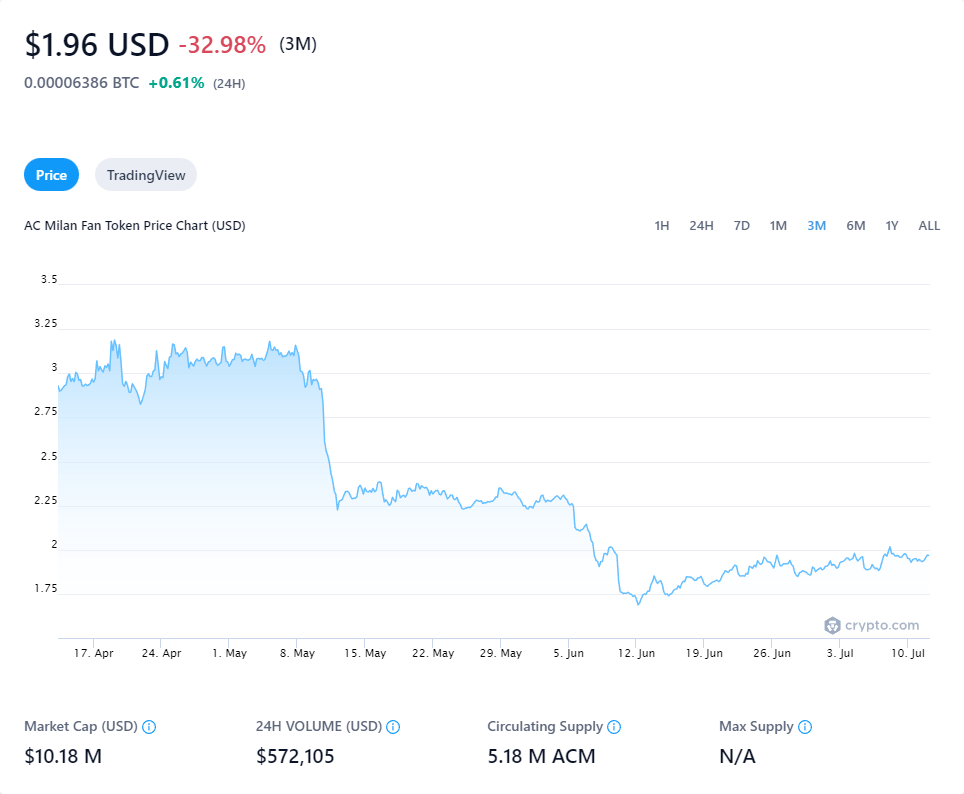 $1.96 USD -32.98% (3M)
0.00006386 BTC +0.61% (24H)
Price TradingView
AC Milan Fan Token Price Chart (USD) 1H 24H 7D 1M 3M 6M 1Y ALL
3.5
3.25
3
2.75
2.5
2.25
2
1.75
crypto.com
17. Apr 24. Apr 1. May 8. May 15. May 22. May 29. May 5. Jun 12. Jun 19. Jun 26. Jun 3. Jul 10. Jul
Market Cap (USD) 24H VOLUME (USD) Circulating Supply Max Supply
$10.18 M $572,105 5.18 M ACM N/A